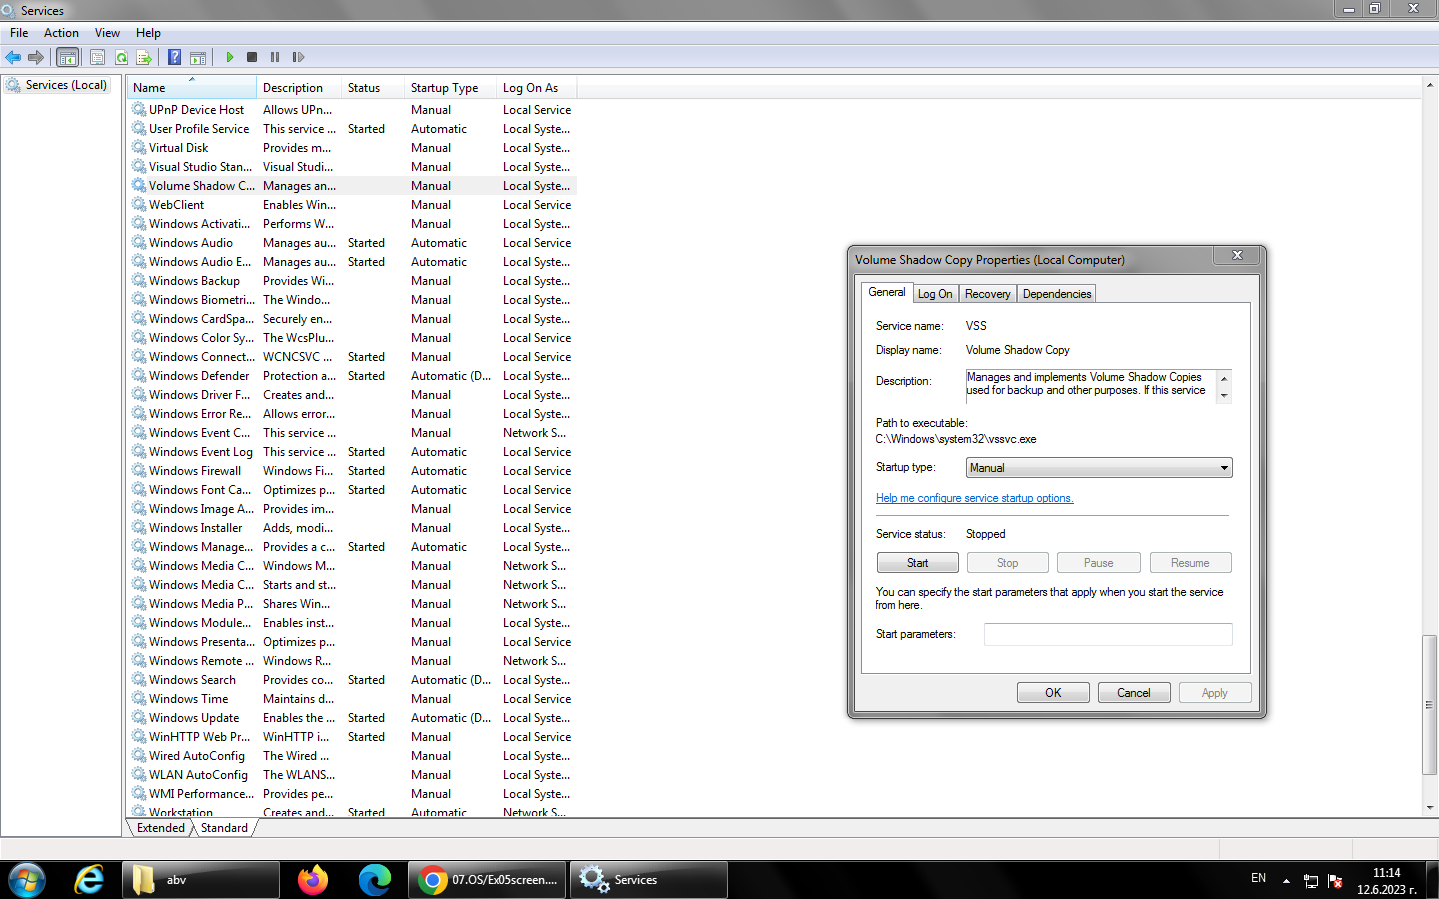 Services
File Action View Help
Services (Local)
Name Description Status Startup Type Log On As
UPnP Device Host Allows UPn... Manual Local Service
User Profile Service This service ... Started Automatic Local Syste...
Virtual Disk Provides m... Manual Local Syste...
Visual Studio Stan... Visual Studi... Manual Local Syste...
Volume Shadow C... Manages an... Manual Local Syste...
WebClient Enables Win... Manual Local Service
Windows Activati... Performs W... Manual Local Syste...
Windows Audio Manages au... Started Automatic Local Service
Windows Audio E... Manages au... Started Automatic Local Syste...
Windows Backup Provides Wi... Manual Local Syste...
Windows Biometri... The Windo... Manual Local Syste...
Windows CardSpa... Securely en... Manual Local Syste...
Windows Color Sy... The WcsPlu... Manual Local Service
Windows Connect... WCNCSVC ... Started Manual Local Service
Windows Defender Protection a... Started Automatic (D... Local Syste...
Windows Driver F... Creates and... Manual Local Syste...
Windows Error Re... Allows error... Manual Local Syste...
Windows Event C... This service ... Manual Network S...
Windows Event Log This service ... Started Automatic Local Service
Windows Firewall Windows Fi... Started Automatic Local Service
Windows Font Ca... Optimizes p... Started Automatic Local Service
Windows Image A... Provides im... Manual Local Service
Windows Installer Adds, modi... Manual Local Syste...
Windows Manage... Provides a c... Started Automatic Local Syste...
Windows Media C... Windows M... Manual Network S...
Windows Media C... Starts and st... Manual Network S...
Windows Media P... Shares Win... Manual Network S...
Windows Module... Enables inst... Manual Local Syste...
Windows Presenta... Optimizes p... Manual Local Service
Windows Remote ... Windows R... Manual Network S...
Windows Search Provides co... Started Automatic (D... Local Syste...
Windows Time Maintains d... Manual Local Service
Windows Update Enables the ... Started Automatic (D... Local Syste...
WinHTTP Web Pr... WinHTTP i... Started Manual Local Service
Wired AutoConfig The Wired ... Manual Local Syste...
WLAN AutoConfig The WLANS... Manual Local Syste...
WMI Performance... Provides pe... Manual Local Syste...
Workstation Creates and... Started Automatic Network S...
Extended Standard
Volume Shadow Copy Properties (Local Computer)
General Log On Recovery Dependencies
Service name: VSS
Display name: Volume Shadow Copy
Description: Manages and implements Volume Shadow Copies
used for backup and other purposes. If this service
Path to executable:
C:\Windows\system32\vssvc.exe
Startup type: Manual
Help me configure service startup options.
Service status: Stopped
Start Stop Pause Resume
You can specify the start parameters that apply when you start the service
from here.
Start parameters:
OK Cancel Apply
abv 07.OS/Ex05screen.... Services EN 11:14
12.6.2023 г.